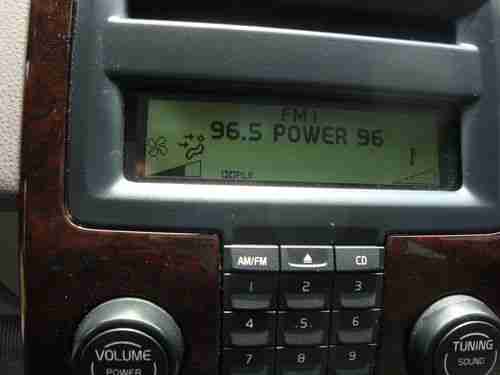 FM1
96.5 POWER 96
▯▯PLII
AM/FM
CD
1
2
3
4
.5.
6
7
8
9
VOLUME
POWER
TUNING
SOUND